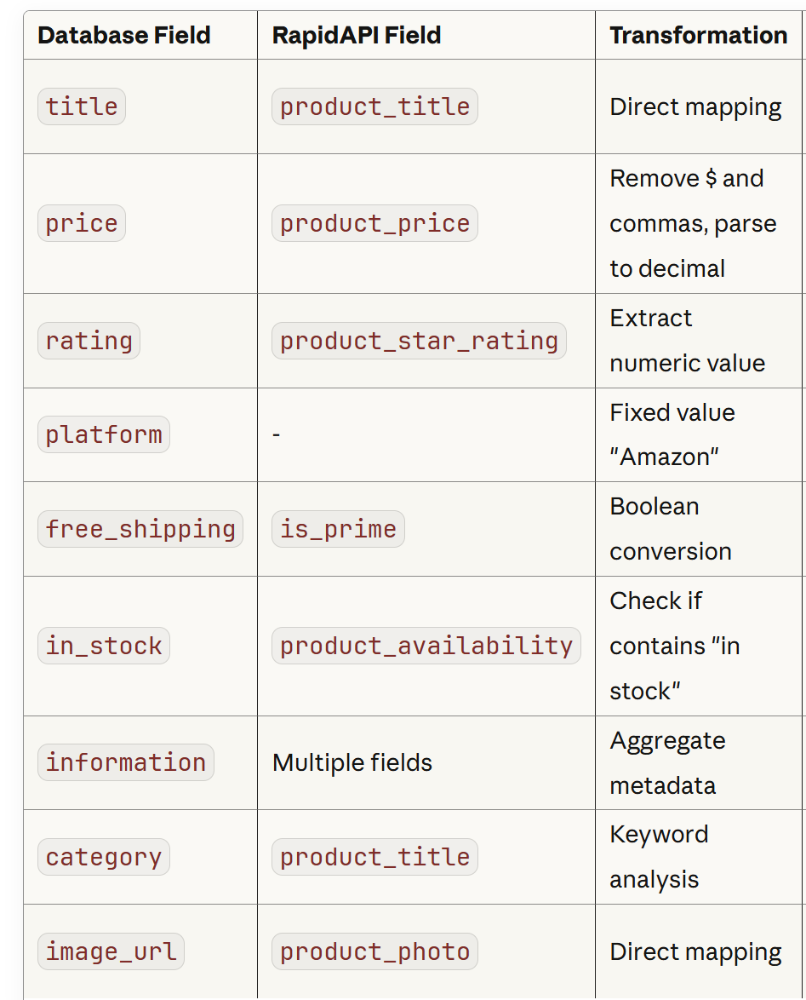 Database Field RapidAPI Field Transformation
title product_title Direct mapping
price product_price Remove $ and
commas, parse
to decimal
rating product_star_rating Extract
numeric value
platform - Fixed value
"Amazon"
free_shipping is_prime Boolean
conversion
in_stock product_availability Check if
contains "in
stock"
information Multiple fields Aggregate
metadata
category product_title Keyword
analysis
image_url product_photo Direct mapping